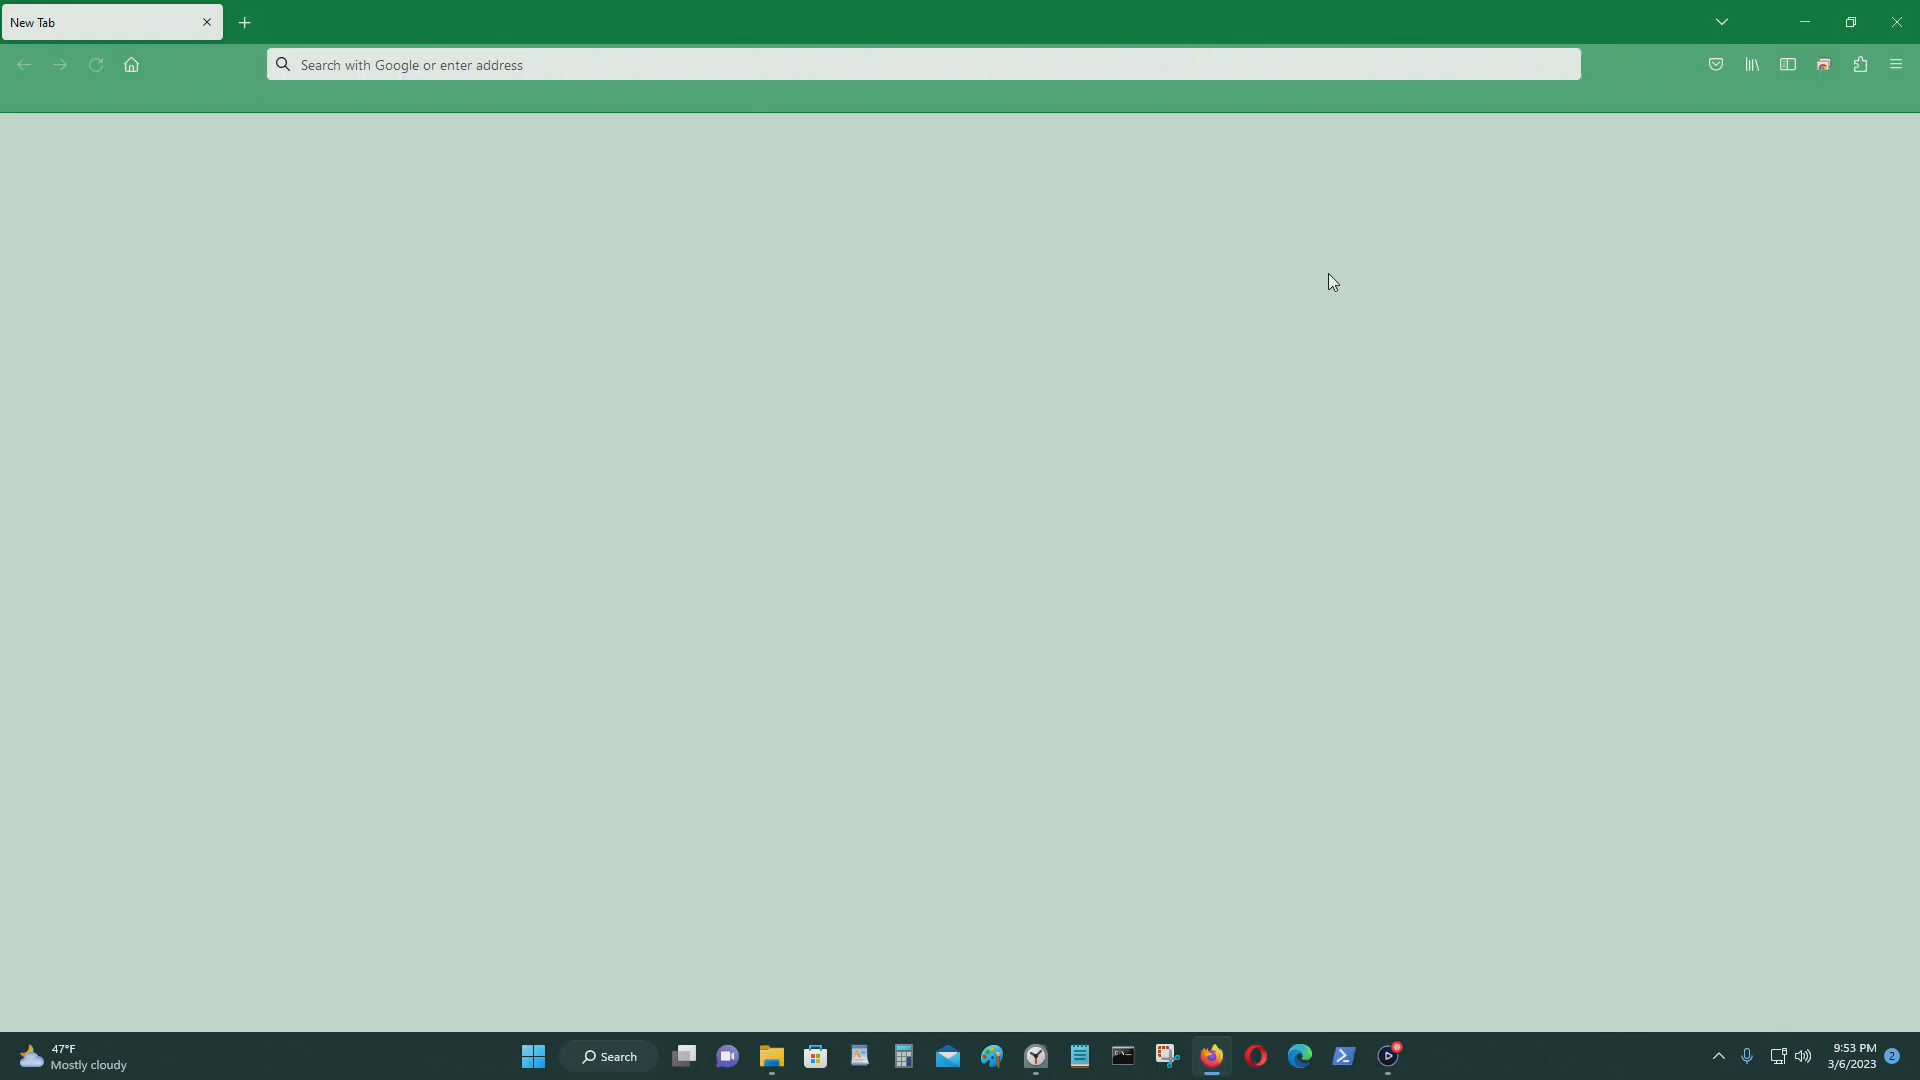 New Tab
Search with Google or enter address
47°F
Mostly cloudy
Search
9:53 PM
3/6/2023
2